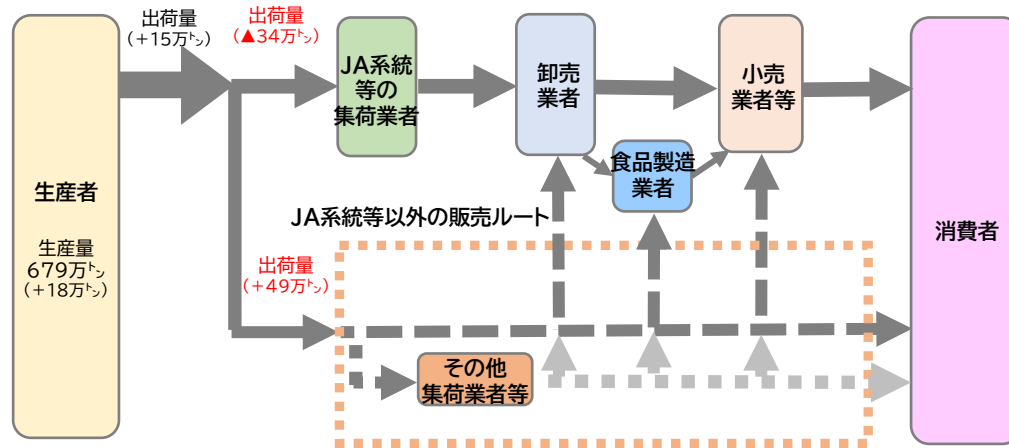 出荷量
(+15万㌧)
出荷量
(▲34万㌧)
JA系統
等の
集荷業者
卸売
業者
小売
業者等
食品製造
業者
生産者
生産量
679万㌧
(+18万㌧)
JA系統等以外の販売ルート
消費者
出荷量
(+49万㌧)
その他
集荷業者等